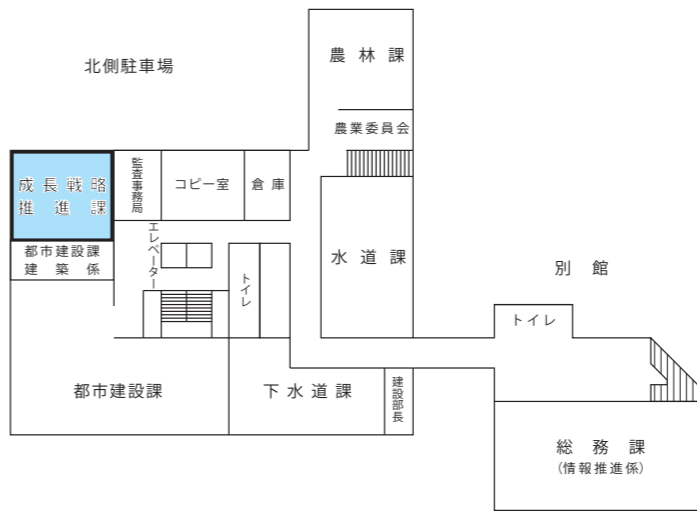 農林課
北側駐車場
農業委員会
成長戦略
推進課
監査事務局
コピー室
倉庫
都市建設課
建築係
エレベーター
トイレ
水道課
別館
トイレ
都市建設課
下水道課
建設部長
総務課
(情報推進係)